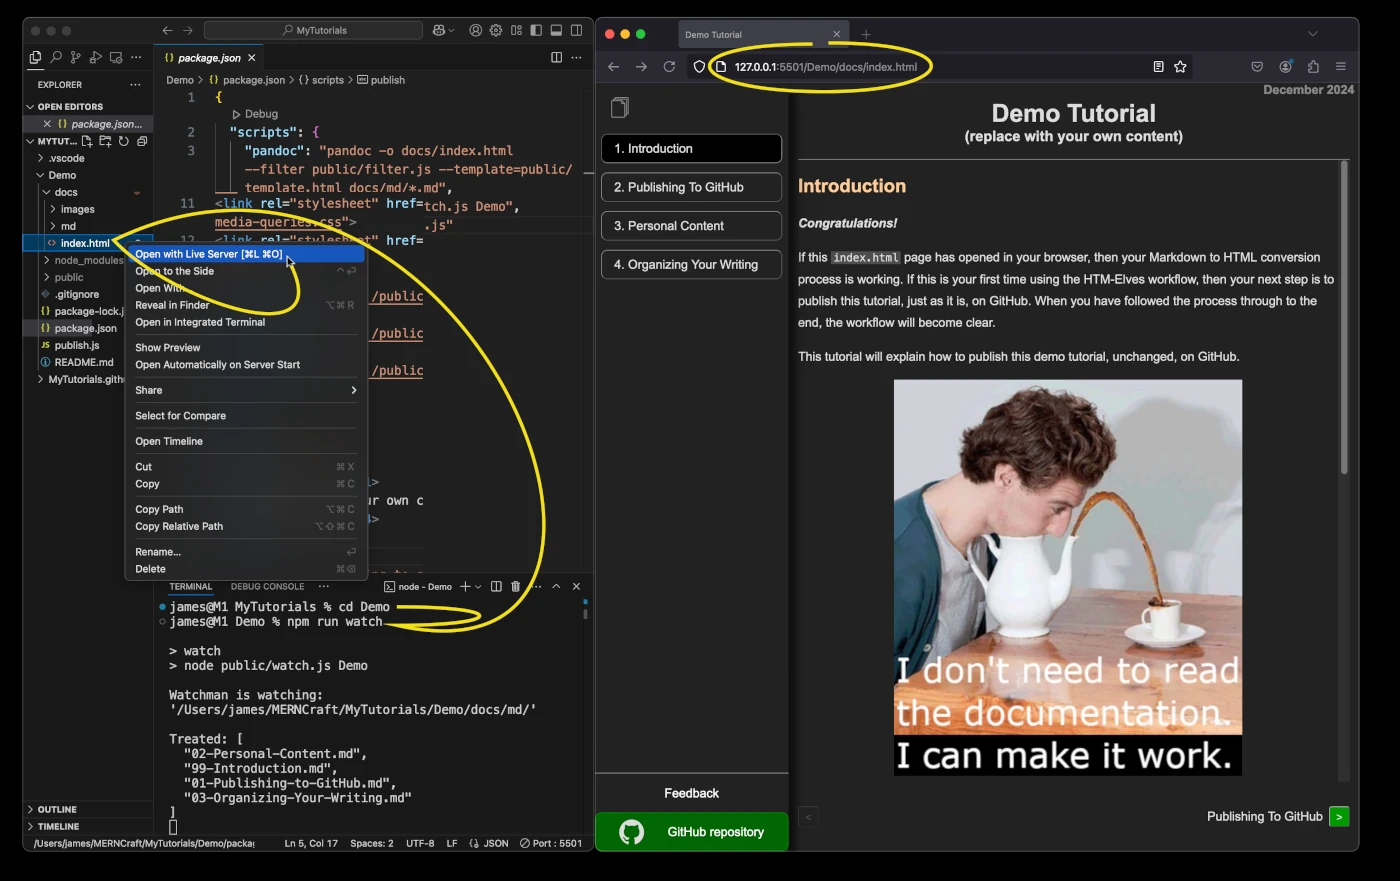 MyTutorials
EXPLORER
OPEN EDITORS
package.json...
MYTUT...
.vscode
Demo
docs
images
md
index.html
node_modules
public
.gitignore
package-lock.j
package.json
JS publish.js
README.md
MyTutorials.githu
OUTLINE
TIMELINE
{} package.json
Demo > {} package.json > {} scripts > publish
1 {
Debug
2 "scripts": {
3 "pandoc": "pandoc -o docs/index.html
--filter public/filter.js --template=public/
template.html docs/md/*.md",
11 <link rel="stylesheet" href=tch.js Demo",
media-queries.css"> .js"
12 <link rel="stylesheet" href=
/public
/public
/public
ur own c
Open with Live Server [⌘L ⌘O]
Open to the Side
Open With...
Reveal in Finder ⌥⌘R
Open in Integrated Terminal
Show Preview
Open Automatically on Server Start
Share
Select for Compare
Open Timeline
Cut ⌘X
Copy ⌘C
Copy Path ⌥⌘C
Copy Relative Path ⌥⇧⌘C
Rename...
Delete
TERMINAL DEBUG CONSOLE ... node - Demo
james@M1 MyTutorials % cd Demo
james@M1 Demo % npm run watch
> watch
> node public/watch.js Demo
Watchman is watching:
'/Users/james/MERNCraft/MyTutorials/Demo/docs/md/'
Treated: [
"02-Personal-Content.md",
"99-Introduction.md",
"01-Publishing-to-GitHub.md",
"03-Organizing-Your-Writing.md"
]
/Users/james/MERNCraft/MyTutorials/Demo/packag Ln 5, Col 17 Spaces: 2 UTF-8 LF {} JSON Port : 5501
Demo Tutorial
127.0.0.1:5501/Demo/docs/index.html
December 2024
Demo Tutorial
(replace with your own content)
1. Introduction
2. Publishing To GitHub
3. Personal Content
4. Organizing Your Writing
Introduction
Congratulations!
If this index.html page has opened in your browser, then your Markdown to HTML conversion
process is working. If this is your first time using the HTM-Elves workflow, then your next step is to
publish this tutorial, just as it is, on GitHub. When you have followed the process through to the
end, the workflow will become clear.
This tutorial will explain how to publish this demo tutorial, unchanged, on GitHub.
I don't need to read
the documentation.
I can make it work.
Feedback
GitHub repository
<
Publishing To GitHub >